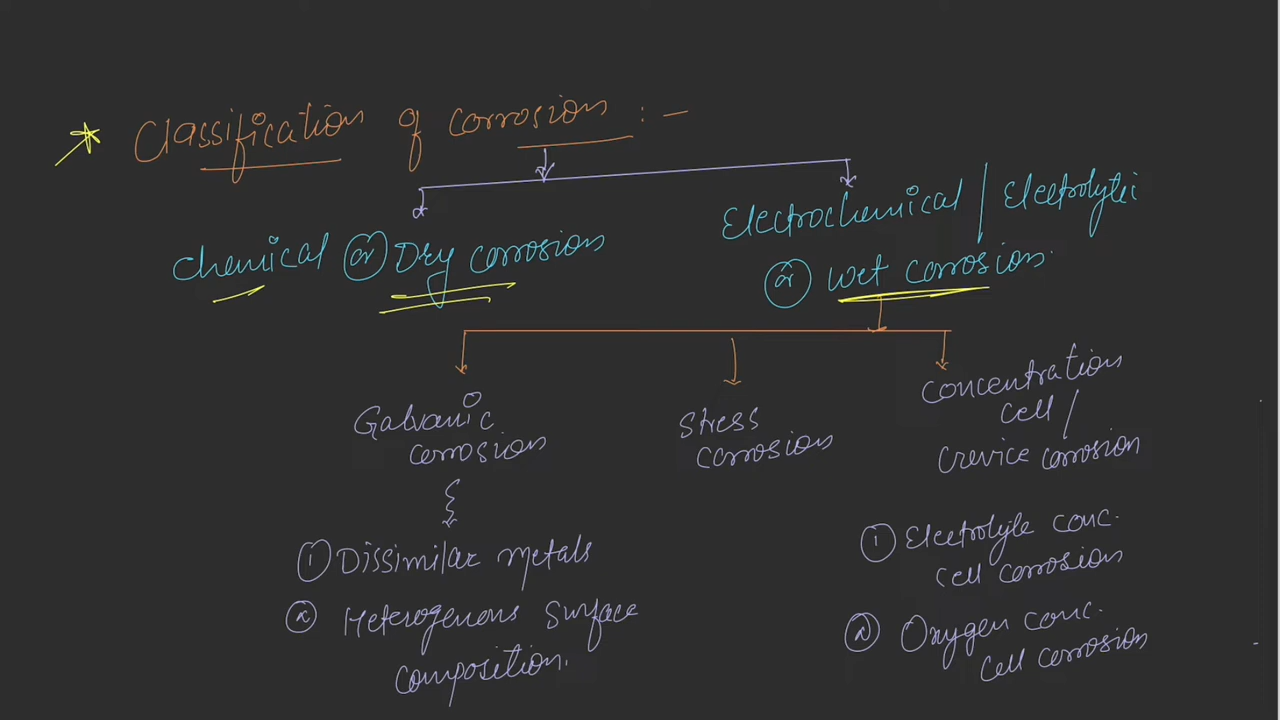 Classification of corrosion : -
Chemical or Dry corrosion
Electrochemical / Electrolytic
or Wet corrosion.
Galvanic
corrosion
Stress
corrosion
Concentration
cell /
Crevice corrosion
① Dissimilar metals
② Heterogenous surface
composition.
① Electrolyte conc.
cell corrosion
② Oxygen conc.
cell corrosion